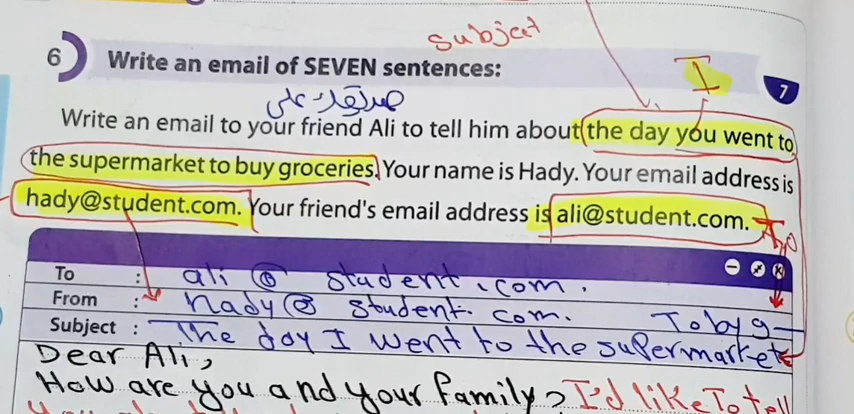 subject
6 Write an email of SEVEN sentences:
I
7
صديقك على
Write an email to your friend Ali to tell him about the day you went to
the supermarket to buy groceries. Your name is Hady. Your email address is
hady@student.com. Your friend's email address is ali@student.com.
To : ali@student.com.
From : hady@student.com.
To buy g
Subject : The day I went to the supermarket
Dear Ali,
How are you and your family? I'd like To tell